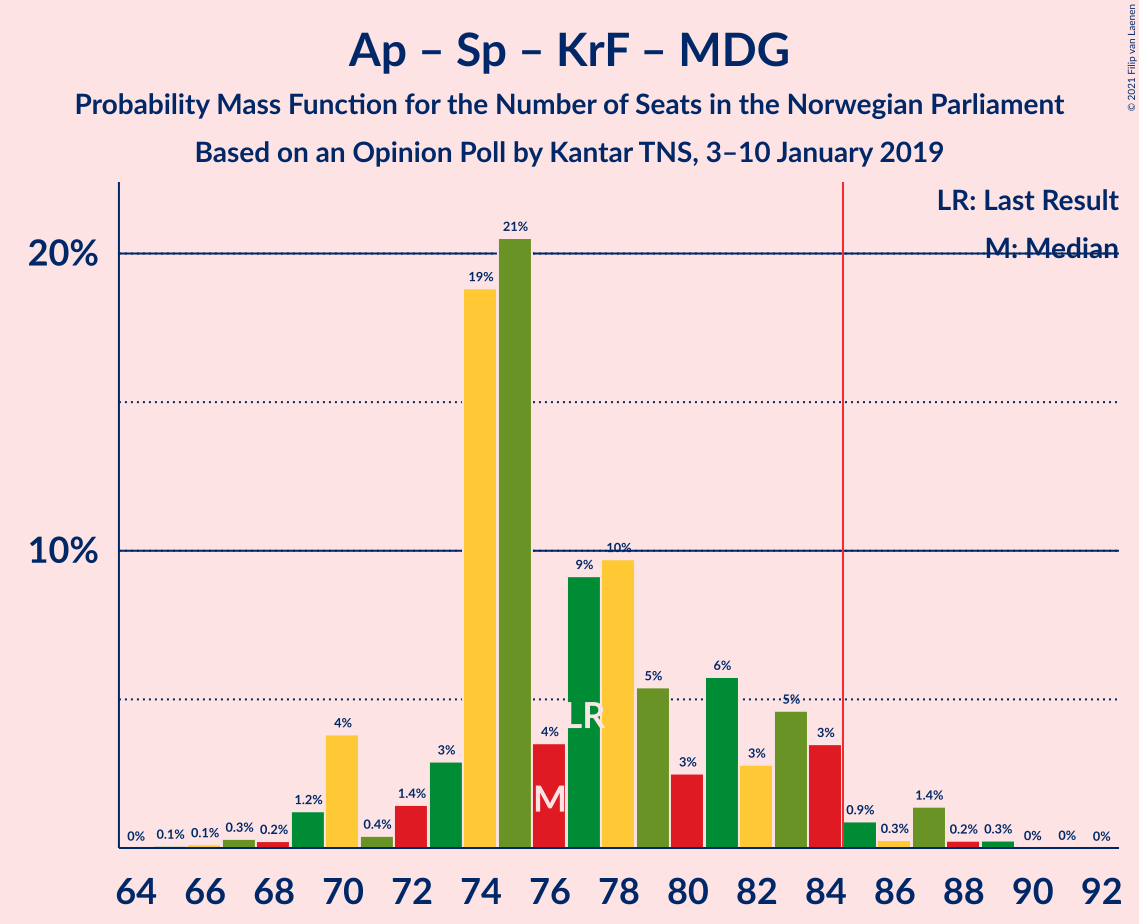 © 2021 Filip van Laenen
Ap – Sp – KrF – MDG
Probability Mass Function for the Number of Seats in the Norwegian Parliament
Based on an Opinion Poll by Kantar TNS, 3–10 January 2019
LR: Last Result
M: Median
20%
10%
0% 0.1% 0.1% 0.3% 0.2% 1.2% 4% 0.4% 1.4% 3% 19% 21% 4% 9% 10% 5% 3% 6% 3% 5% 3% 0.9% 0.3% 1.4% 0.2% 0.3% 0% 0% 0%
LR
M
64 66 68 70 72 74 76 78 80 82 84 86 88 90 92